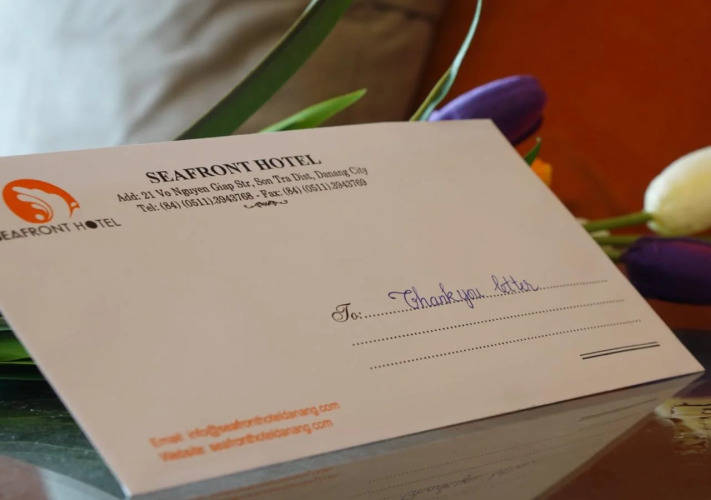 SEAFRONT HOTEL
Add: 21 Vo Nguyen Giap Str, Son Tra Dist, Danang City
Tel: (84) (0511).3943768 - Fax: (84) (0511).3943769
SEAFRONT HOTEL
To: Thank you letter
Email: info@seafronthoteldanang.com
Website: seafronthoteldanang.com